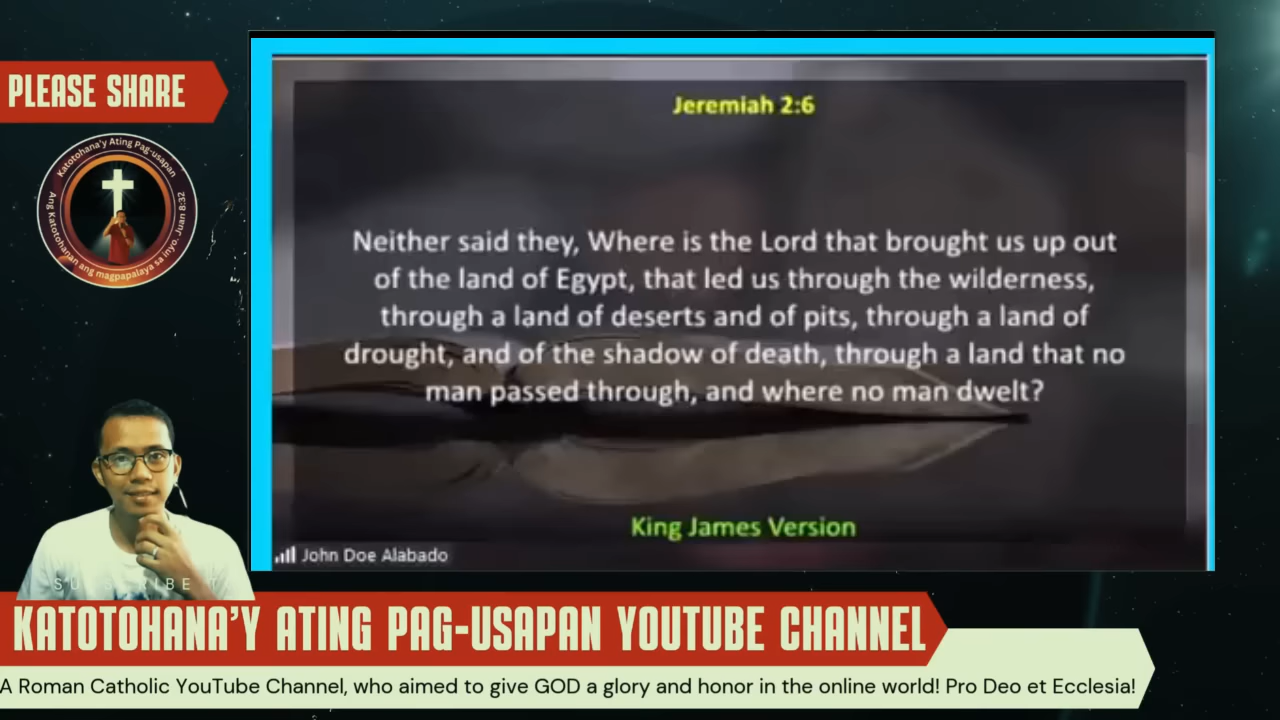 PLEASE SHARE
Katotohana'y Ating Pag-usapan
Ang Katotohanan ang magpapalaya sa inyo. Juan 8:32
Jeremiah 2:6
Neither said they, Where is the Lord that brought us up out
of the land of Egypt, that led us through the wilderness,
through a land of deserts and of pits, through a land of
drought, and of the shadow of death, through a land that no
man passed through, and where no man dwelt?
King James Version
John Doe Alabado
KATOTOHANA'Y ATING PAG-USAPAN YOUTUBE CHANNEL
A Roman Catholic YouTube Channel, who aimed to give GOD a glory and honor in the online world! Pro Deo et Ecclesia!